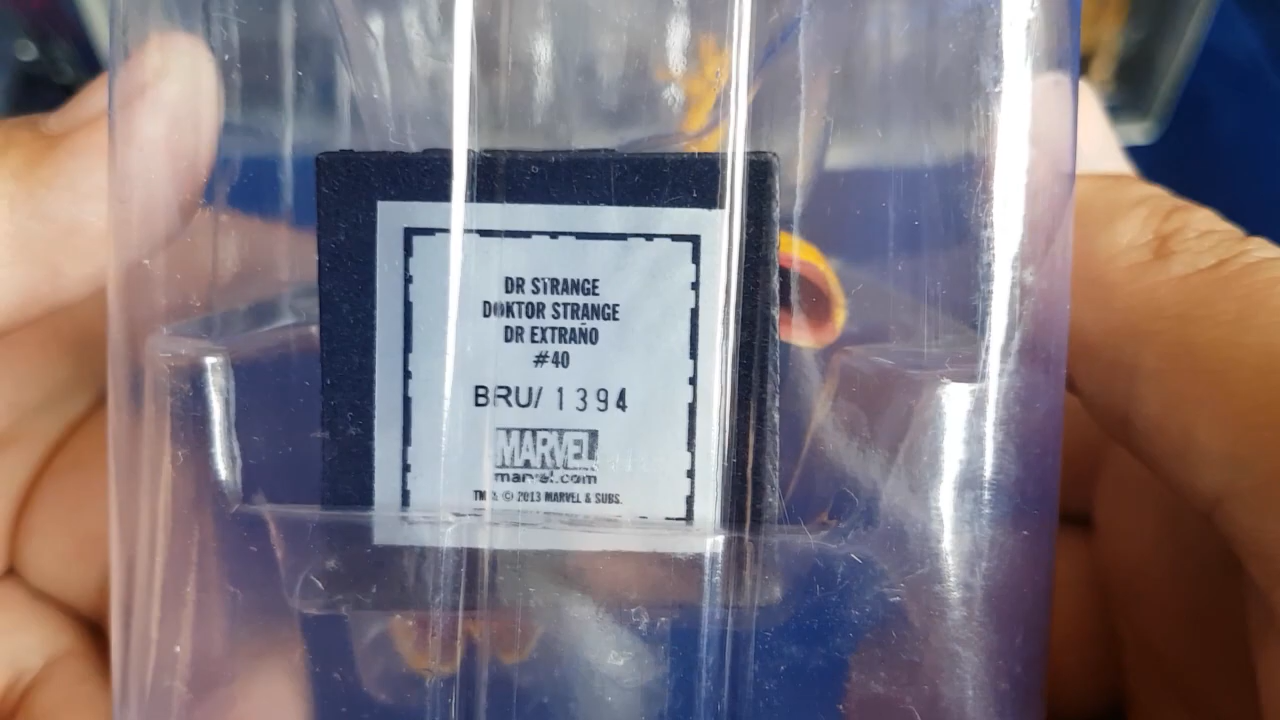 DR STRANGE
DOKTOR STRANGE
DR EXTRAÑO
#40
BRU/ 1394
MARVEL
marvel.com
TM & © 2013 MARVEL & SUBS.